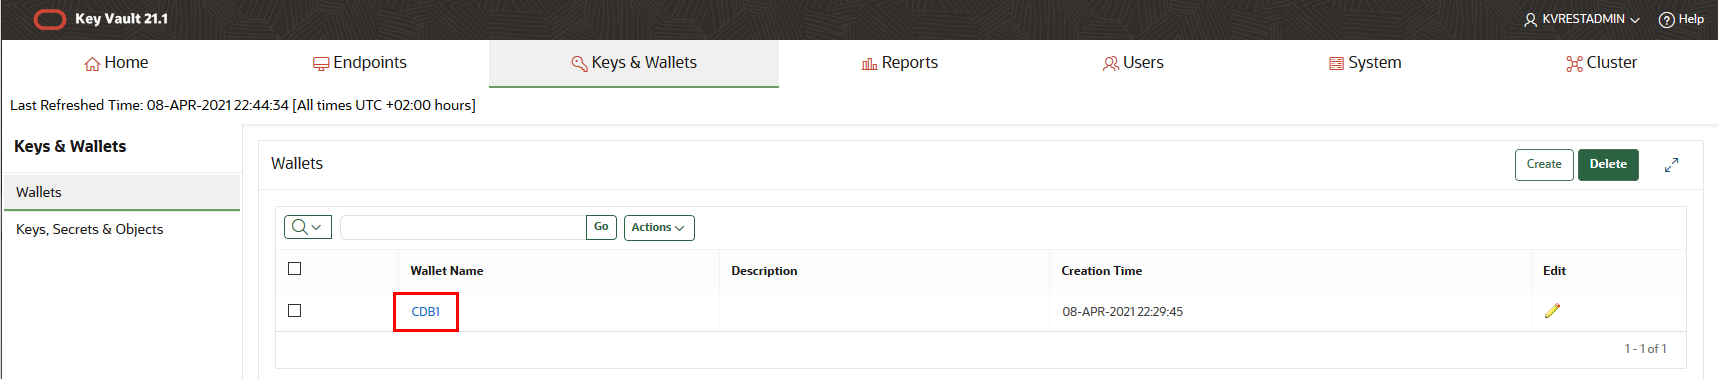 Key Vault 21.1
KVRESTADMIN
Help
Home
Endpoints
Keys & Wallets
Reports
Users
System
Cluster
Last Refreshed Time: 08-APR-2021 22:44:34 [All times UTC +02:00 hours]
Keys & Wallets
Wallets
Keys, Secrets & Objects
Wallets
Create
Delete
Go
Actions
Wallet Name
Description
Creation Time
Edit
CDB1
08-APR-2021 22:29:45
1 - 1 of 1